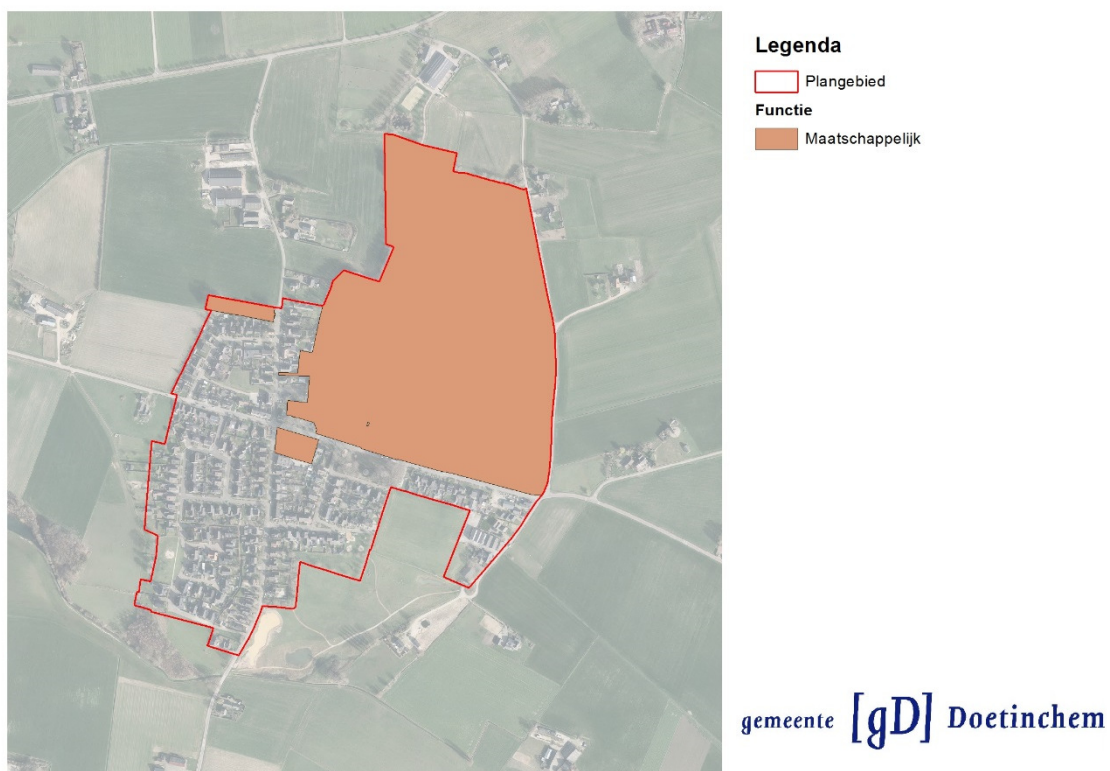 Legenda
Plangebied
Functie
Maatschappelijk
gemeente [gD] Doetinchem